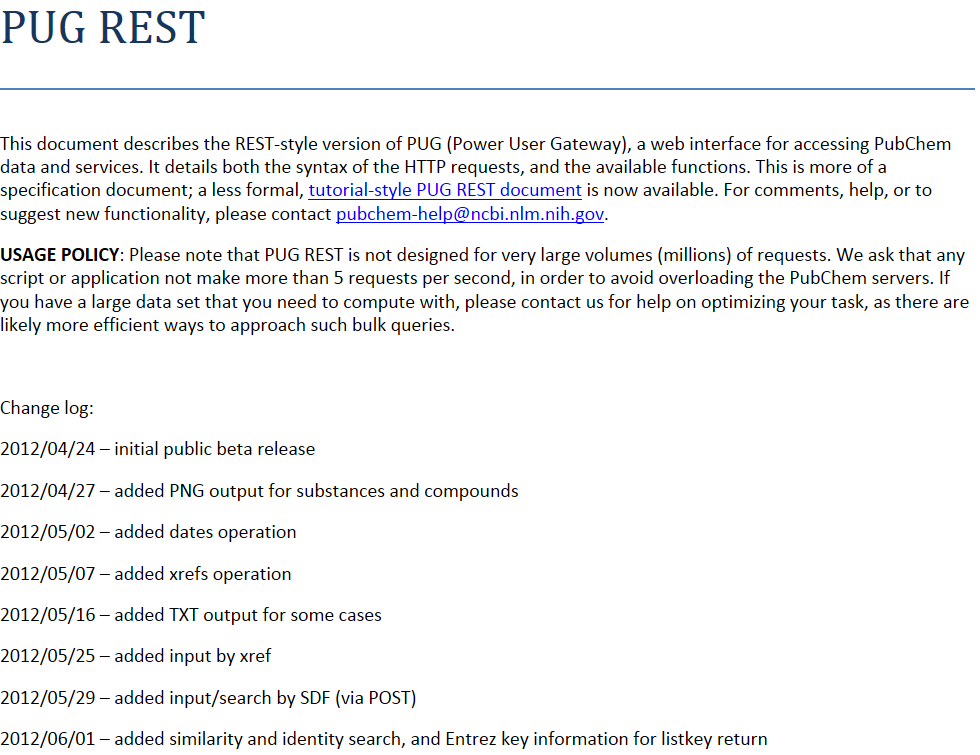 PUG REST
This document describes the REST-style version of PUG (Power User Gateway), a web interface for accessing PubChem
data and services. It details both the syntax of the HTTP requests, and the available functions. This is more of a
specification document; a less formal, tutorial-style PUG REST document is now available. For comments, help, or to
suggest new functionality, please contact pubchem-help@ncbi.nlm.nih.gov.
USAGE POLICY: Please note that PUG REST is not designed for very large volumes (millions) of requests. We ask that any
script or application not make more than 5 requests per second, in order to avoid overloading the PubChem servers. If
you have a large data set that you need to compute with, please contact us for help on optimizing your task, as there are
likely more efficient ways to approach such bulk queries.
Change log:
2012/04/24 – initial public beta release
2012/04/27 – added PNG output for substances and compounds
2012/05/02 – added dates operation
2012/05/07 – added xrefs operation
2012/05/16 – added TXT output for some cases
2012/05/25 – added input by xref
2012/05/29 – added input/search by SDF (via POST)
2012/06/01 – added similarity and identity search, and Entrez key information for listkey return